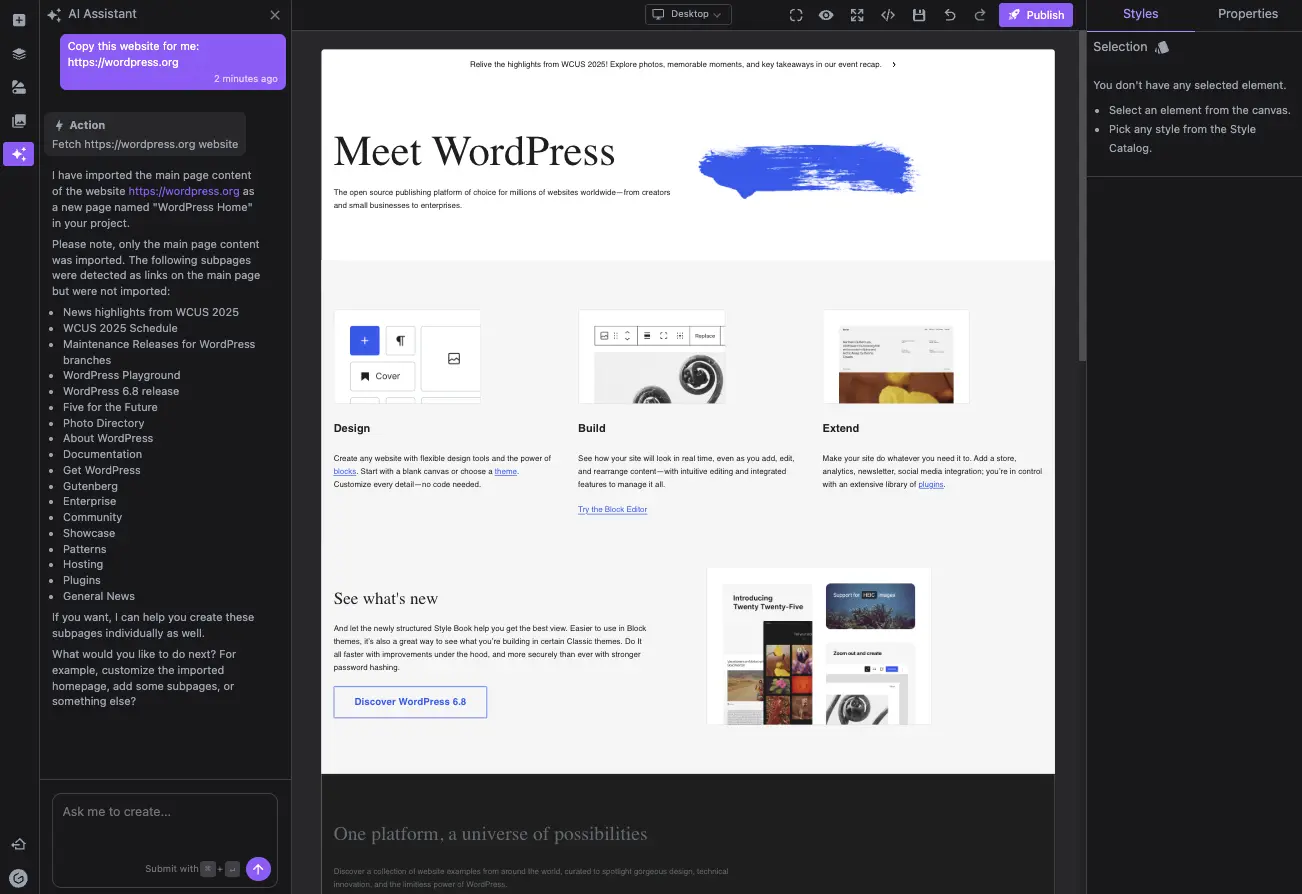 AI Assistant
Desktop
Publish
Styles
Properties
Copy this website for me:
https://wordpress.org
2 minutes ago
Action
Fetch https://wordpress.org website
I have imported the main page content
of the website https://wordpress.org as
a new page named "WordPress Home"
in your project.
Please note, only the main page content
was imported. The following subpages
were detected as links on the main page
but were not imported:
• News highlights from WCUS 2025
• WCUS 2025 Schedule
• Maintenance Releases for WordPress
branches
• WordPress Playground
• WordPress 6.8 release
• Five for the Future
• Photo Directory
• About WordPress
• Documentation
• Get WordPress
• Gutenberg
• Enterprise
• Community
• Showcase
• Patterns
• Hosting
• Plugins
• General News
If you want, I can help you create these
subpages individually as well.
What would you like to do next? For
example, customize the imported
homepage, add some subpages, or
something else?
Ask me to create...
Submit with ⌘ + ↵
Relive the highlights from WCUS 2025! Explore photos, memorable moments, and key takeaways in our event recap.
Meet WordPress
The open source publishing platform of choice for millions of websites worldwide—from creators
and small businesses to enterprises.
Cover
Replace
Design
Create any website with flexible design tools and the power of
blocks. Start with a blank canvas or choose a theme.
Customize every detail—no code needed.
Build
See how your site will look in real time, even as you add, edit,
and rearrange content—with intuitive editing and integrated
features to manage it all.
Try the Block Editor
Extend
Make your site do whatever you need it to. Add a store,
analytics, newsletter, social media integration; you're in control
with an extensive library of plugins.
See what's new
And let the newly structured Style Book help you get the best view. Easier to use in Block
themes, it's also a great way to see what you're building in certain Classic themes. Do It
all faster with improvements under the hood, and more securely than ever with stronger
password hashing.
Discover WordPress 6.8
Introducing
Twenty Twenty-Five
Support for HEIC images
Zoom out and create
One platform, a universe of possibilities
Discover a collection of website examples from around the world, curated to spotlight gorgeous design, technical
innovation, and the limitless power of WordPress.
Selection
You don't have any selected element.
• Select an element from the canvas.
• Pick any style from the Style
Catalog.